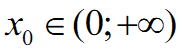 x₀ ∈ (0;+∞)